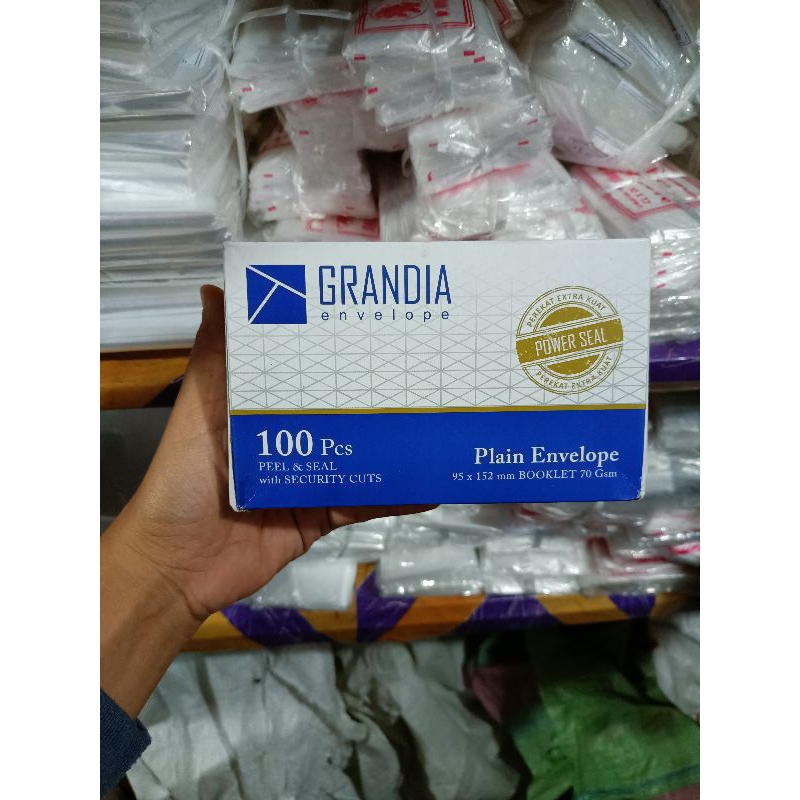 GRANDIA
envelope
PEREKAT EXTRA KUAT
POWER SEAL
PEREKAT EXTRA KUAT
100 Pcs
PEEL & SEAL
with SECURITY CUTS
Plain Envelope
95 x 152 mm BOOKLET 70 Gsm